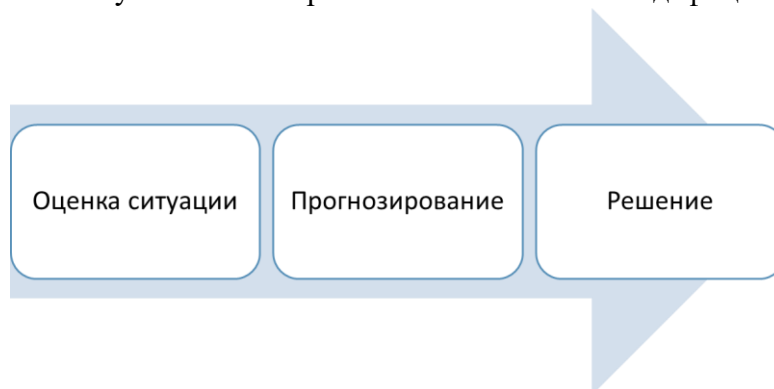 Оценка ситуации
Прогнозирование
Решение